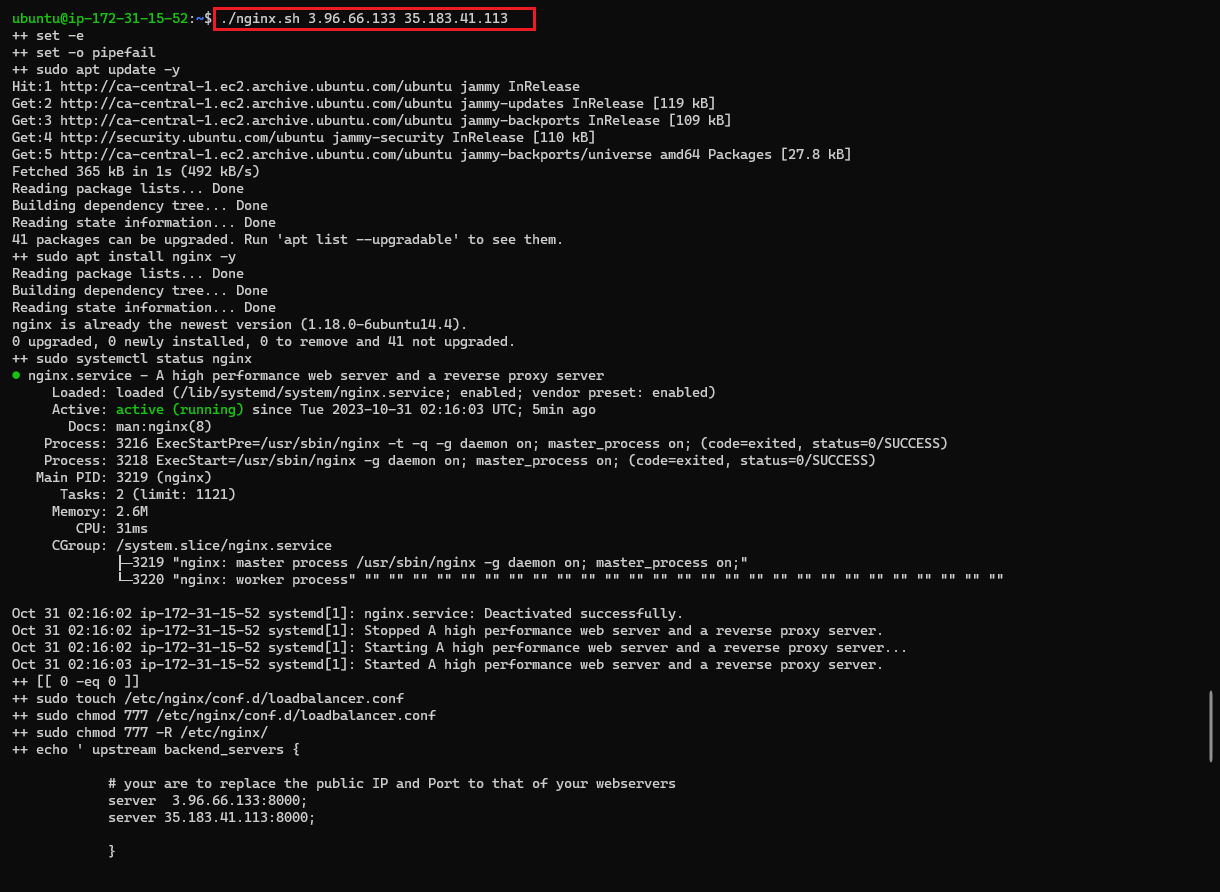 ubuntu@ip-172-31-15-52:~$ ./nginx.sh 3.96.66.133 35.183.41.113
++ set -e
++ set -o pipefail
++ sudo apt update -y
Hit:1 http://ca-central-1.ec2.archive.ubuntu.com/ubuntu jammy InRelease
Get:2 http://ca-central-1.ec2.archive.ubuntu.com/ubuntu jammy-updates InRelease [119 kB]
Get:3 http://ca-central-1.ec2.archive.ubuntu.com/ubuntu jammy-backports InRelease [109 kB]
Get:4 http://security.ubuntu.com/ubuntu jammy-security InRelease [110 kB]
Get:5 http://ca-central-1.ec2.archive.ubuntu.com/ubuntu jammy-backports/universe amd64 Packages [27.8 kB]
Fetched 365 kB in 1s (492 kB/s)
Reading package lists... Done
Building dependency tree... Done
Reading state information... Done
41 packages can be upgraded. Run 'apt list --upgradable' to see them.
++ sudo apt install nginx -y
Reading package lists... Done
Building dependency tree... Done
Reading state information... Done
nginx is already the newest version (1.18.0-6ubuntu14.4).
0 upgraded, 0 newly installed, 0 to remove and 41 not upgraded.
++ sudo systemctl status nginx
● nginx.service - A high performance web server and a reverse proxy server
     Loaded: loaded (/lib/systemd/system/nginx.service; enabled; vendor preset: enabled)
     Active: active (running) since Tue 2023-10-31 02:16:03 UTC; 5min ago
       Docs: man:nginx(8)
    Process: 3216 ExecStartPre=/usr/sbin/nginx -t -q -g daemon on; master_process on; (code=exited, status=0/SUCCESS)
    Process: 3218 ExecStart=/usr/sbin/nginx -g daemon on; master_process on; (code=exited, status=0/SUCCESS)
   Main PID: 3219 (nginx)
      Tasks: 2 (limit: 1121)
     Memory: 2.6M
        CPU: 31ms
     CGroup: /system.slice/nginx.service
             ├─3219 "nginx: master process /usr/sbin/nginx -g daemon on; master_process on;"
             └─3220 "nginx: worker process" "" "" "" "" "" "" "" "" "" "" "" "" "" "" "" "" "" "" "" "" "" "" "" "" "" "" ""

Oct 31 02:16:02 ip-172-31-15-52 systemd[1]: nginx.service: Deactivated successfully.
Oct 31 02:16:02 ip-172-31-15-52 systemd[1]: Stopped A high performance web server and a reverse proxy server.
Oct 31 02:16:02 ip-172-31-15-52 systemd[1]: Starting A high performance web server and a reverse proxy server...
Oct 31 02:16:03 ip-172-31-15-52 systemd[1]: Started A high performance web server and a reverse proxy server.
++ [[ 0 -eq 0 ]]
++ sudo touch /etc/nginx/conf.d/loadbalancer.conf
++ sudo chmod 777 /etc/nginx/conf.d/loadbalancer.conf
++ sudo chmod 777 -R /etc/nginx/
++ echo ' upstream backend_servers {

            # your are to replace the public IP and Port to that of your webservers
            server  3.96.66.133:8000;
            server 35.183.41.113:8000;

            }